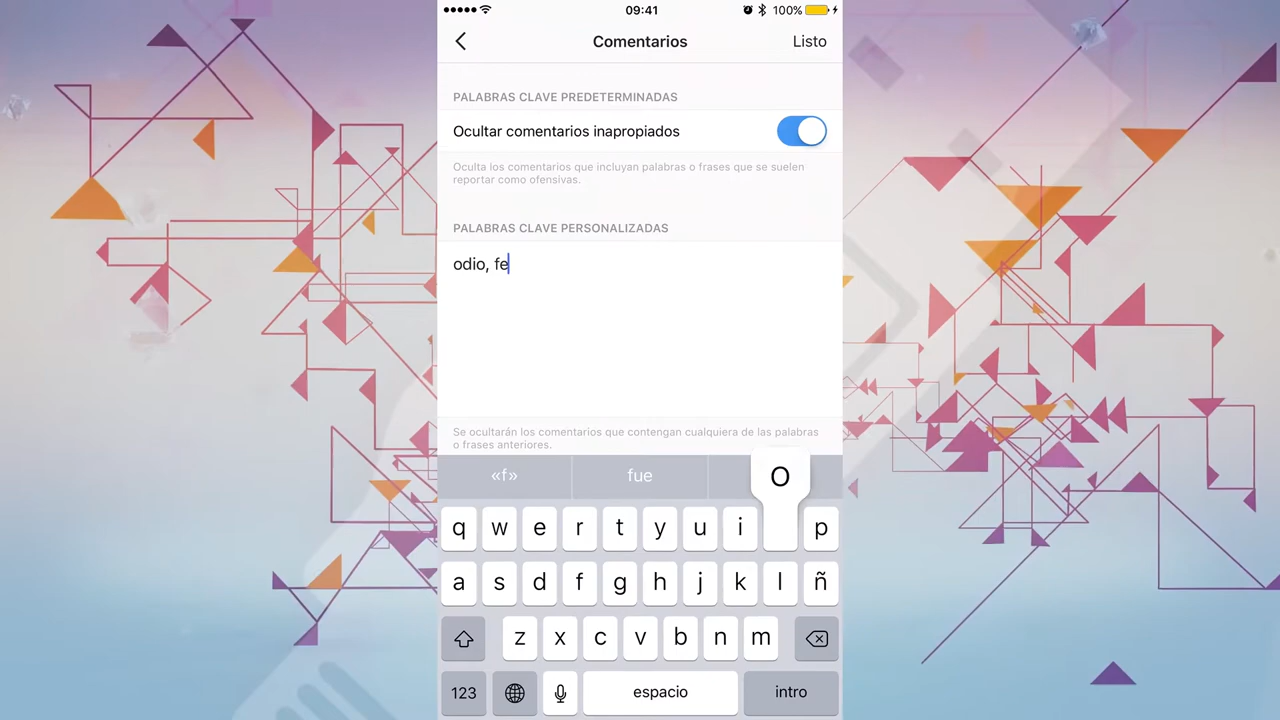 09:41 100%
Comentarios Listo
PALABRAS CLAVE PREDETERMINADAS
Ocultar comentarios inapropiados
Oculta los comentarios que incluyan palabras o frases que se suelen
reportar como ofensivas.
PALABRAS CLAVE PERSONALIZADAS
odio, fe
Se ocultarán los comentarios que contengan cualquiera de las palabras
o frases anteriores.
«f» fue O
q w e r t y u i p
a s d f g h j k l ñ
z x c v b n m
123 espacio intro